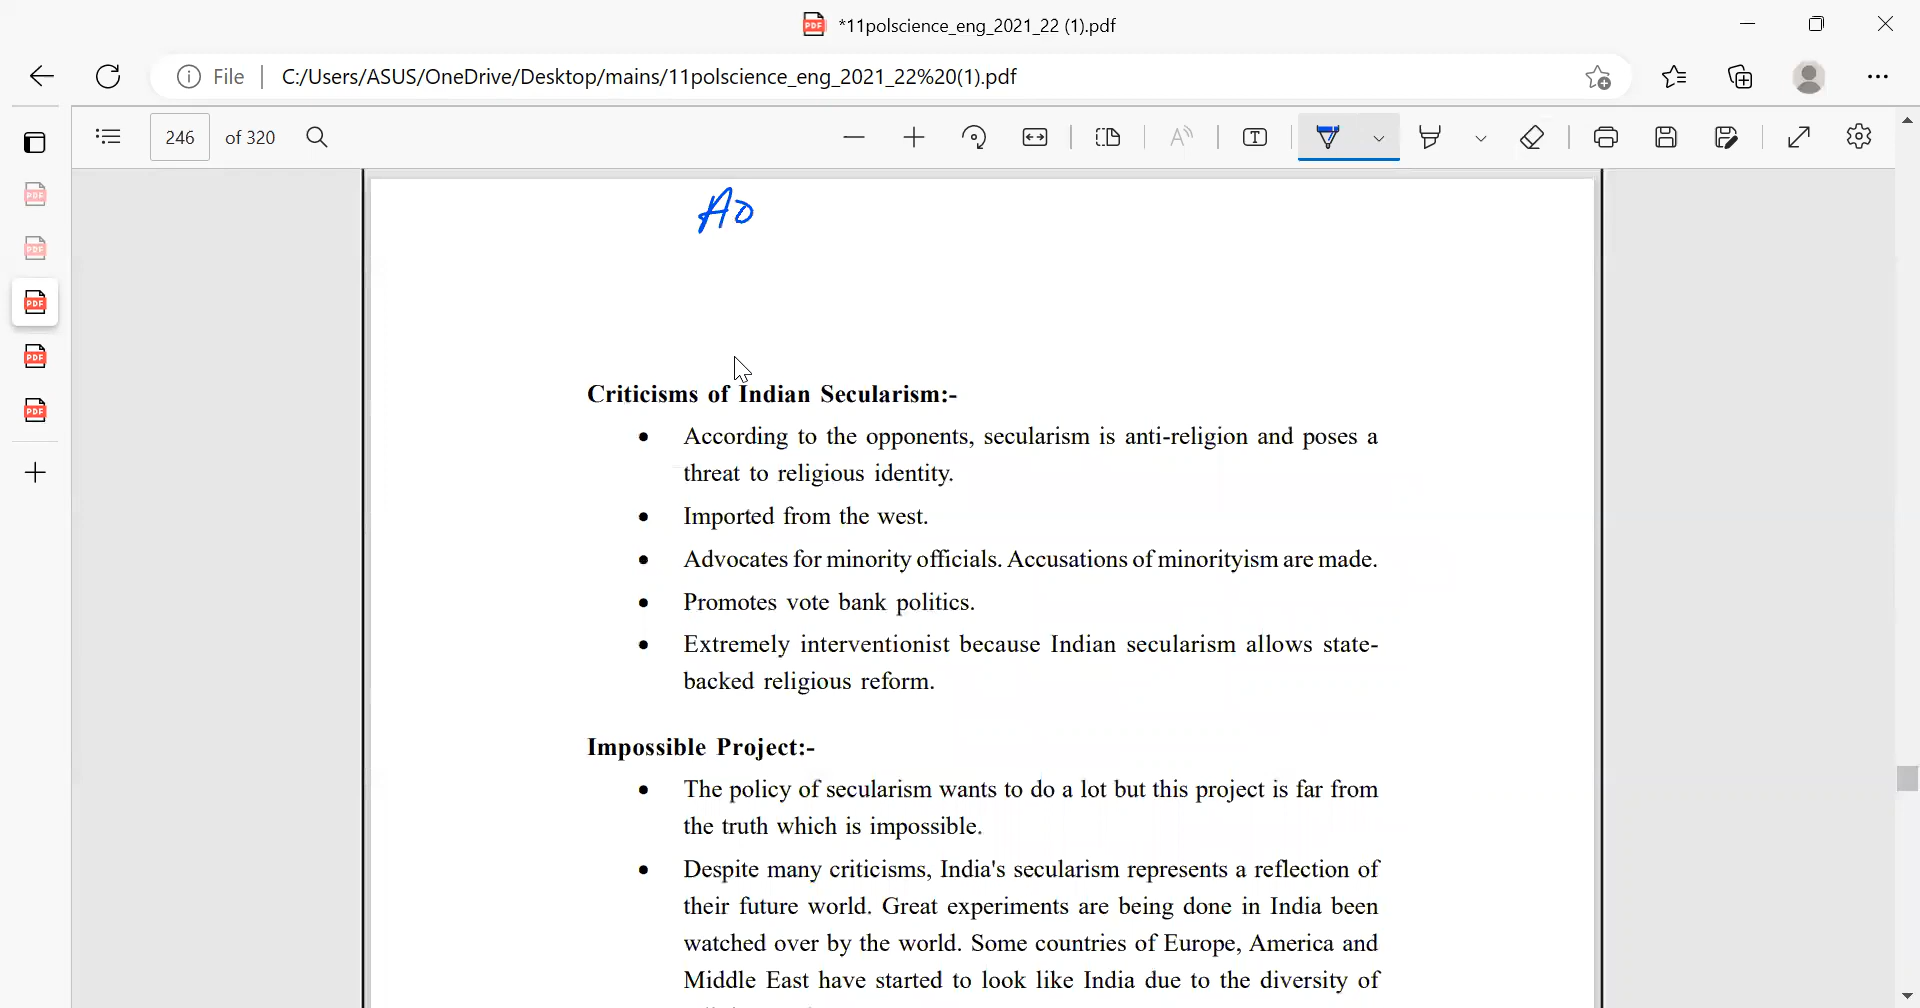 *11polscience_eng_2021_22 (1).pdf
File | C:/Users/ASUS/OneDrive/Desktop/mains/11polscience_eng_2021_22%20(1).pdf
246 of 320
AO
Criticisms of Indian Secularism:-
• According to the opponents, secularism is anti-religion and poses a
threat to religious identity.
• Imported from the west.
• Advocates for minority officials. Accusations of minorityism are made.
• Promotes vote bank politics.
• Extremely interventionist because Indian secularism allows state-
backed religious reform.
Impossible Project:-
• The policy of secularism wants to do a lot but this project is far from
the truth which is impossible.
• Despite many criticisms, India's secularism represents a reflection of
their future world. Great experiments are being done in India been
watched over by the world. Some countries of Europe, America and
Middle East have started to look like India due to the diversity of